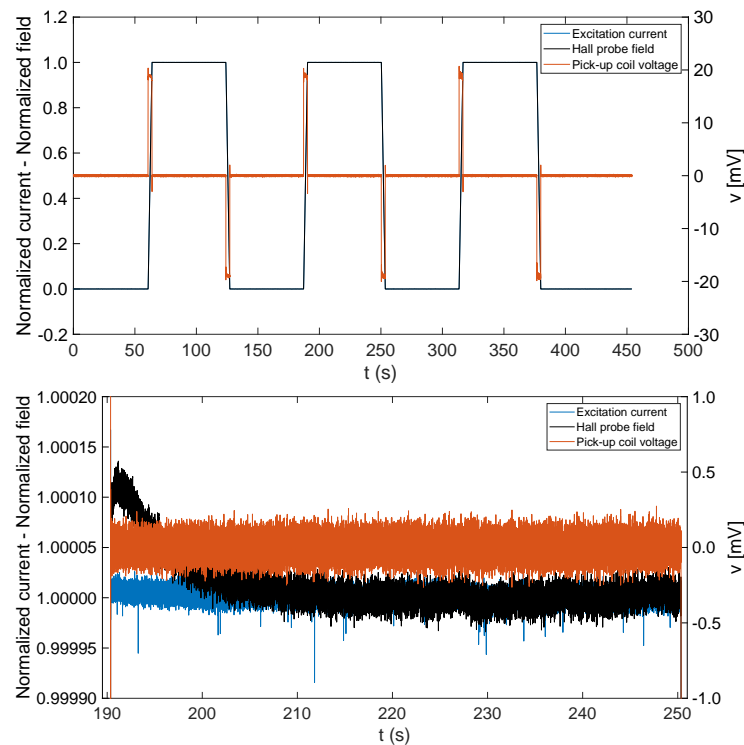 Normalized current - Normalized field
1.2
1.0
0.8
0.6
0.4
0.2
0.0
-0.2
0 50 100 150 200 250 300 350 400 450 500
t (s)
30
20
10
0
-10
-20
-30
v [mV]
Excitation current
Hall probe field
Pick-up coil voltage
Normalized current - Normalized field
1.00020
1.00015
1.00010
1.00005
1.00000
0.99995
0.99990
190 200 210 220 230 240 250
t (s)
1.0
0.5
0.0
-0.5
-1.0
v [mV]
Excitation current
Hall probe field
Pick-up coil voltage